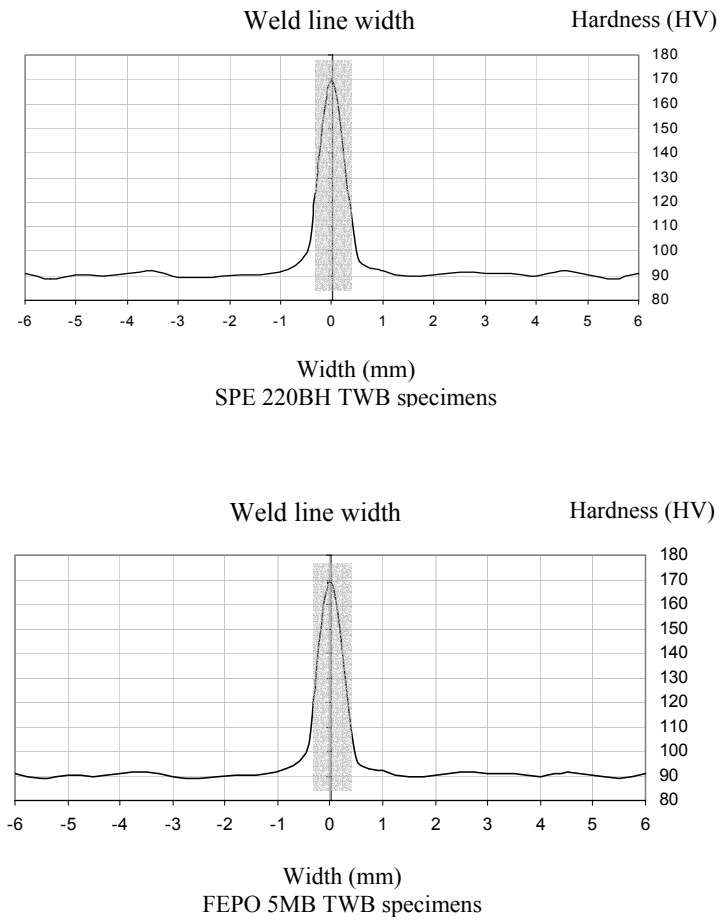 Weld line width Hardness (HV)
180
170
160
150
140
130
120
110
100
90
80
-6 -5 -4 -3 -2 -1 0 1 2 3 4 5 6
Width (mm)
SPE 220BH TWB specimens
Weld line width Hardness (HV)
180
170
160
150
140
130
120
110
100
90
80
-6 -5 -4 -3 -2 -1 0 1 2 3 4 5 6
Width (mm)
FEPO 5MB TWB specimens